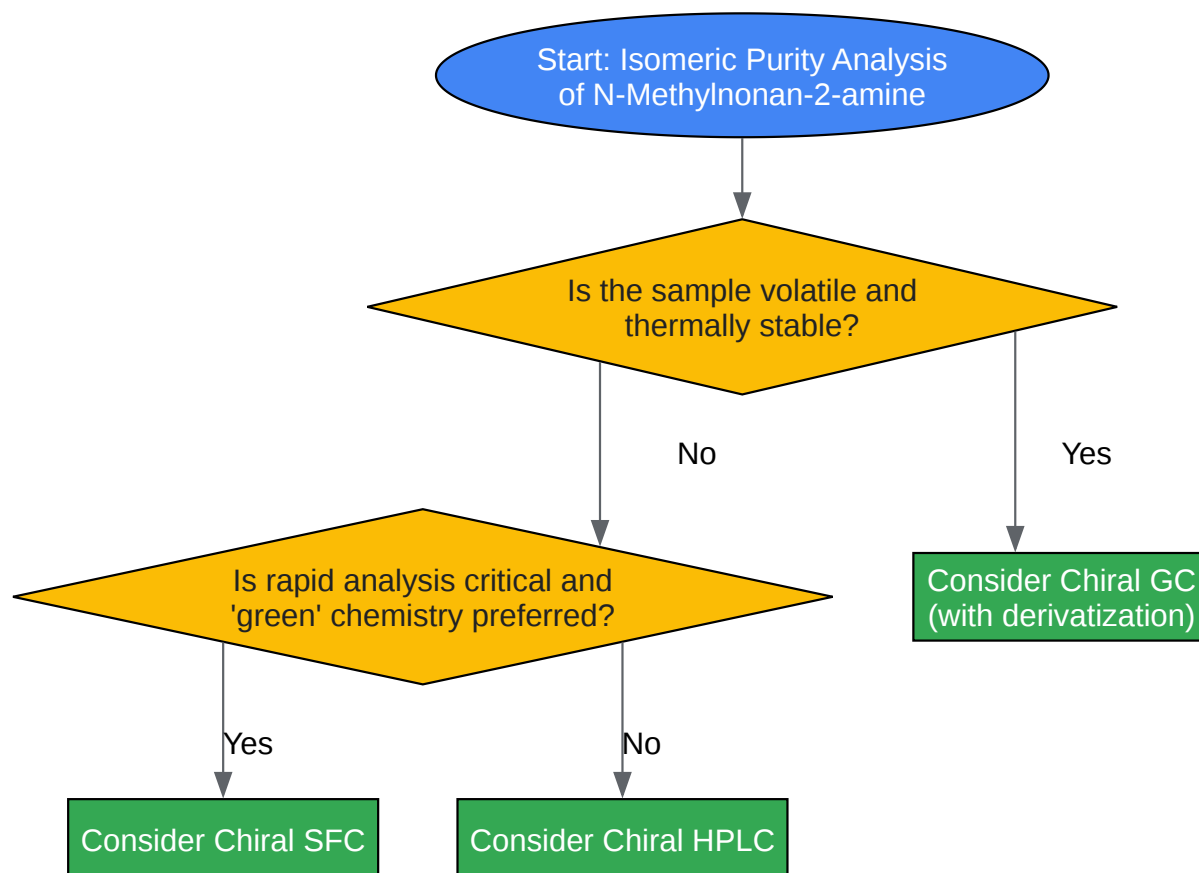 Start: Isomeric Purity Analysis
of N-Methylnonan-2-amine
Is the sample volatile and
thermally stable?
No
Yes
Is rapid analysis critical and
'green' chemistry preferred?
Consider Chiral GC
(with derivatization)
Yes
No
Consider Chiral SFC
Consider Chiral HPLC